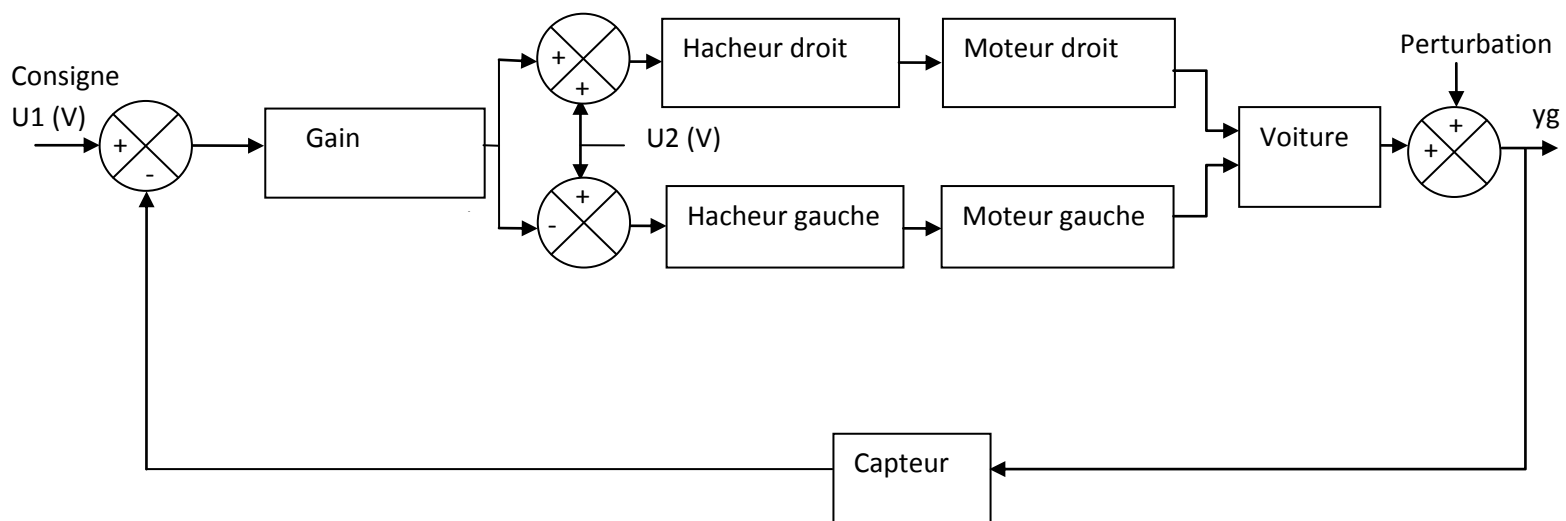 Consigne
U1 (V)
+
-
Gain
+
+
U2 (V)
+
-
Hacheur droit
Moteur droit
Hacheur gauche
Moteur gauche
Voiture
Perturbation
+
+
yg
Capteur